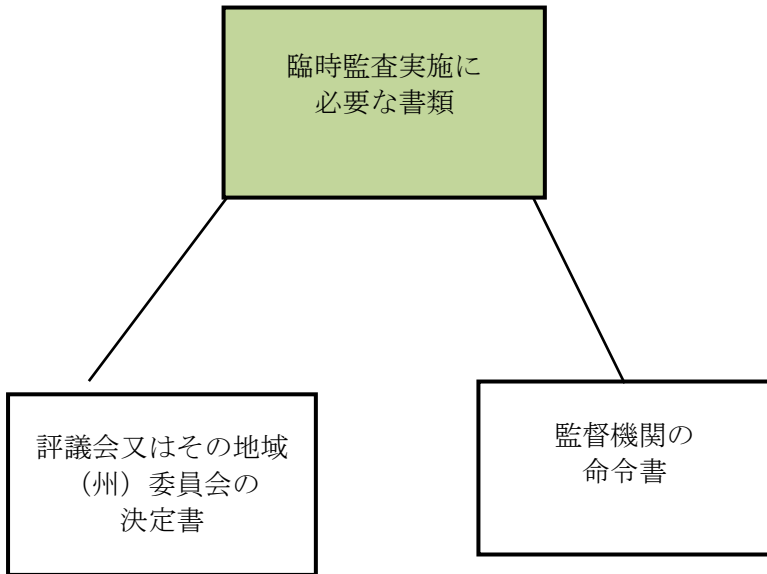 臨時監査実施に
必要な書類
評議会又はその地域
（州）委員会の
決定書
監督機関の
命令書